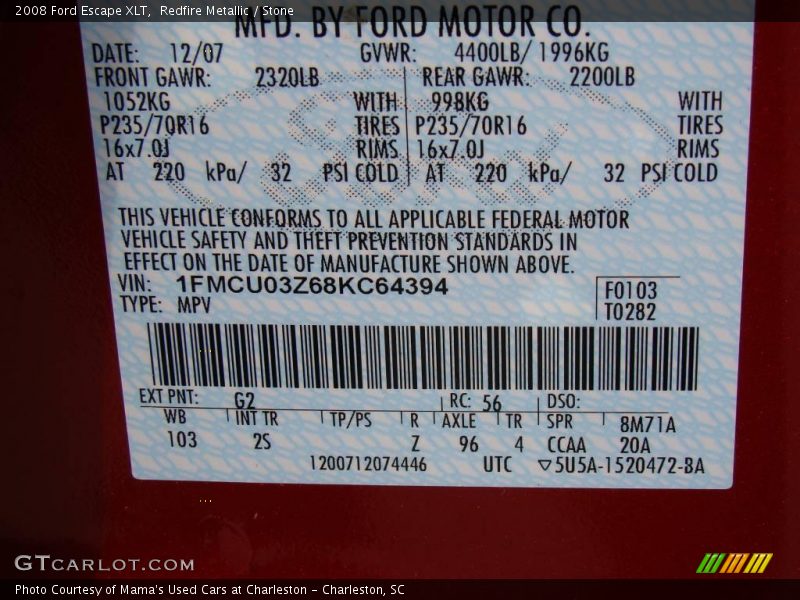 2008 Ford Escape XLT, Redfire Metallic / Stone
MFD. BY FORD MOTOR CO.
DATE: 12/07 GVWR: 4400LB/ 1996KG
FRONT GAWR: 2320LB REAR GAWR: 2200LB
1052KG WITH 998KG WITH
P235/70R16 TIRES P235/70R16 TIRES
16x7.0J RIMS 16x7.0J RIMS
AT 220 kPa/ 32 PSI COLD AT 220 kPa/ 32 PSI COLD
THIS VEHICLE CONFORMS TO ALL APPLICABLE FEDERAL MOTOR
VEHICLE SAFETY AND THEFT PREVENTION STANDARDS IN
EFFECT ON THE DATE OF MANUFACTURE SHOWN ABOVE.
VIN: 1FMCU03Z68KC64394 F0103
TYPE: MPV T0282
EXT PNT: G2 RC: 56 DSO:
WB INT TR TP/PS R AXLE TR SPR 8M71A
103 2S Z 96 4 CCAA 20A
1200712074446 UTC ▽5U5A-1520472-BA
GTCARLOT.COM
Photo Courtesy of Mama's Used Cars at Charleston - Charleston, SC